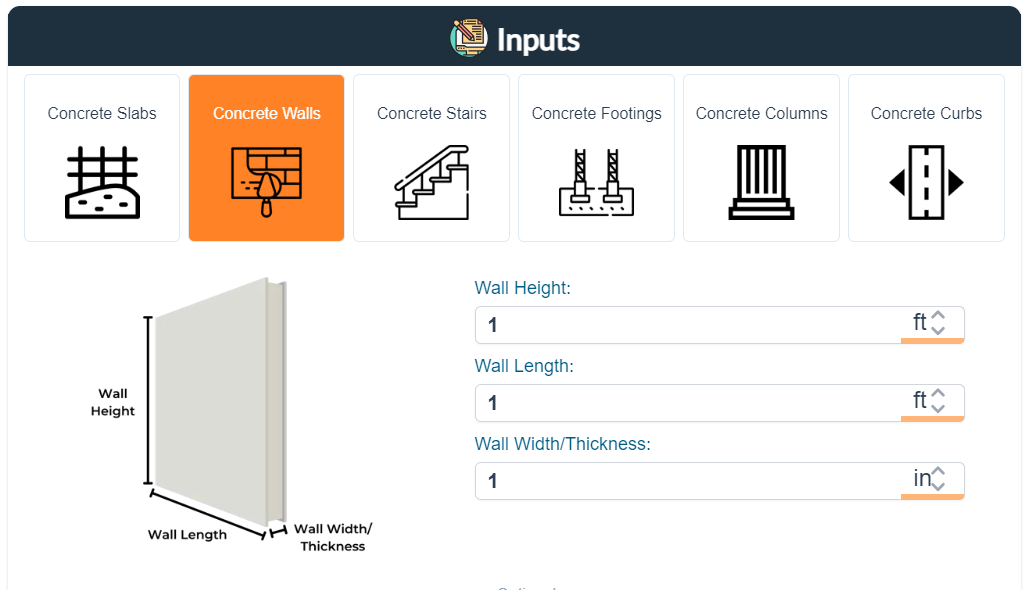 Inputs
Concrete Slabs
Concrete Walls
Concrete Stairs
Concrete Footings
Concrete Columns
Concrete Curbs
Wall Height:
1
ft
Wall Length:
1
ft
Wall Width/Thickness:
1
in
Wall
Height
Wall Length
Wall Width/
Thickness